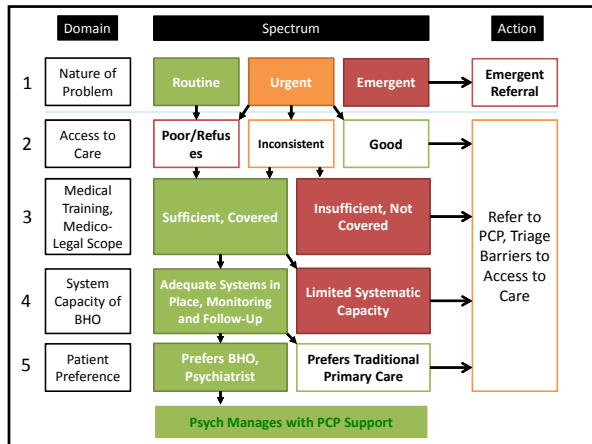 Domain
Spectrum
Action
1
Nature of
Problem
Routine
Urgent
Emergent
Emergent
Referral
2
Access to
Care
Poor/Refus
es
Inconsistent
Good
3
Medical
Training,
Medico-
Legal Scope
Sufficient, Covered
Insufficient, Not
Covered
Refer to
PCP, Triage
Barriers to
Access to
Care
4
System
Capacity of
BHO
Adequate Systems in
Place, Monitoring
and Follow-Up
Limited Systematic
Capacity
5
Patient
Preference
Prefers BHO,
Psychiatrist
Prefers Traditional
Primary Care
Psych Manages with PCP Support